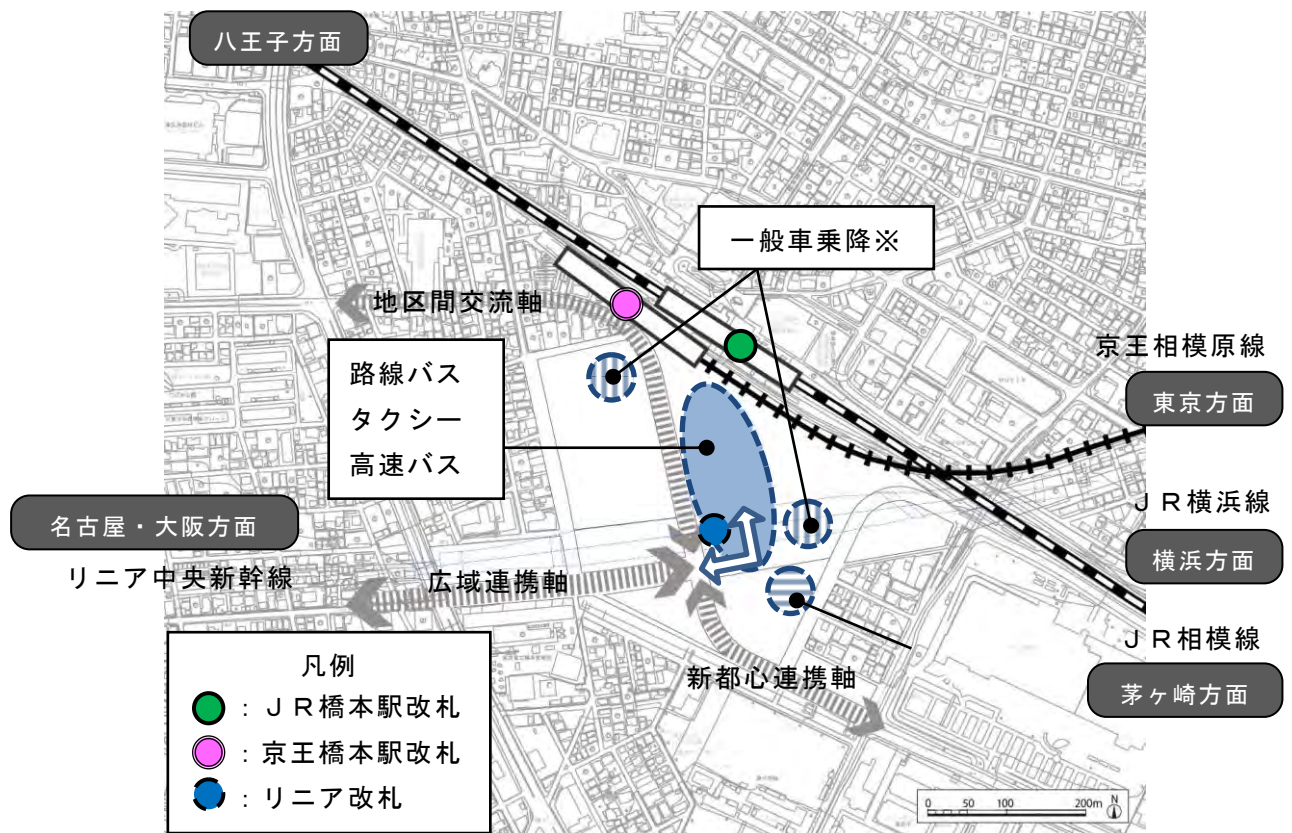 八王子方面
一般車乗降※
地区間交流軸
京王相模原線
東京方面
路線バス
タクシー
高速バス
ＪＲ横浜線
名古屋・大阪方面
横浜方面
リニア中央新幹線
広域連携軸
ＪＲ相模線
新都心連携軸
茅ヶ崎方面
凡例
：ＪＲ橋本駅改札
：京王橋本駅改札
：リニア改札
0 50 100 200m
N